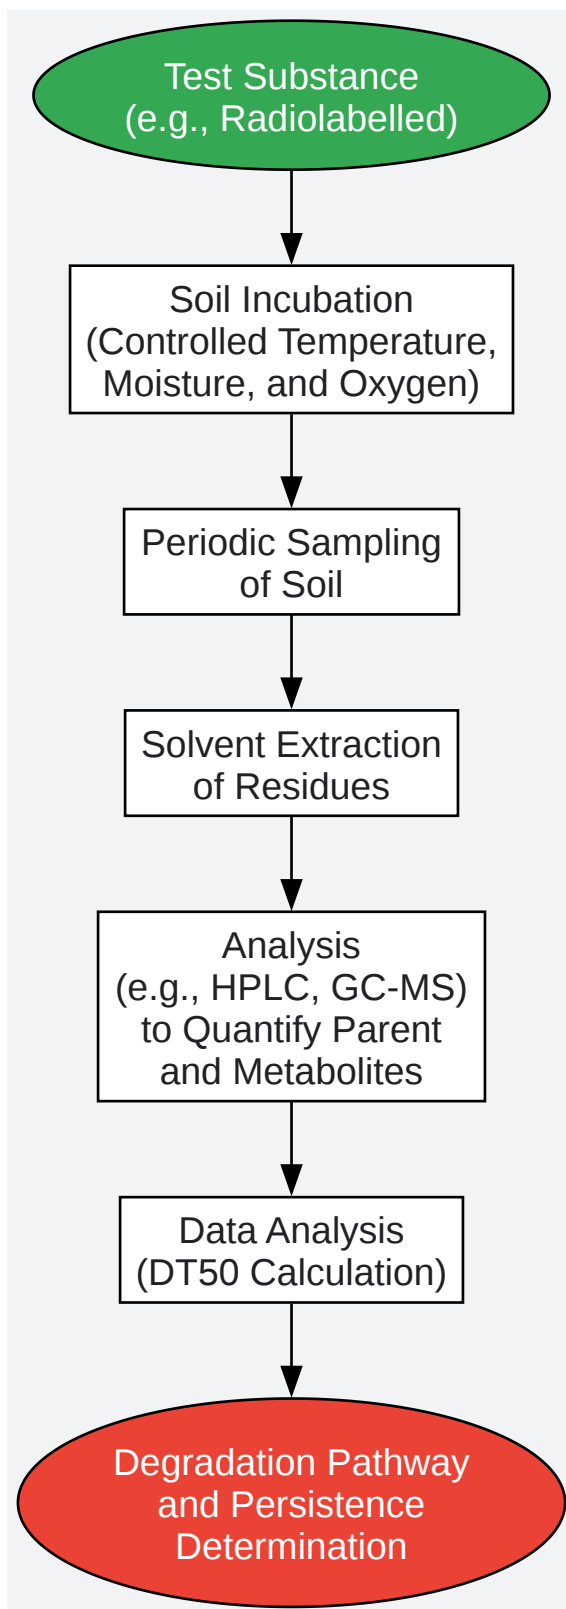 Test Substance
(e.g., Radiolabelled)
Soil Incubation
(Controlled Temperature,
Moisture, and Oxygen)
Periodic Sampling
of Soil
Solvent Extraction
of Residues
Analysis
(e.g., HPLC, GC-MS)
to Quantify Parent
and Metabolites
Data Analysis
(DT50 Calculation)
Degradation Pathway
and Persistence
Determination